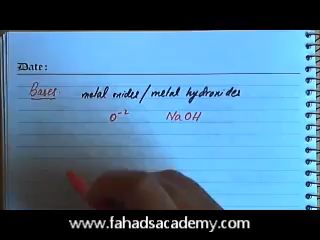 Date:
Bases: metal oxides / metal hydroxides
O⁻² NaOH
www.fahadsacademy.com